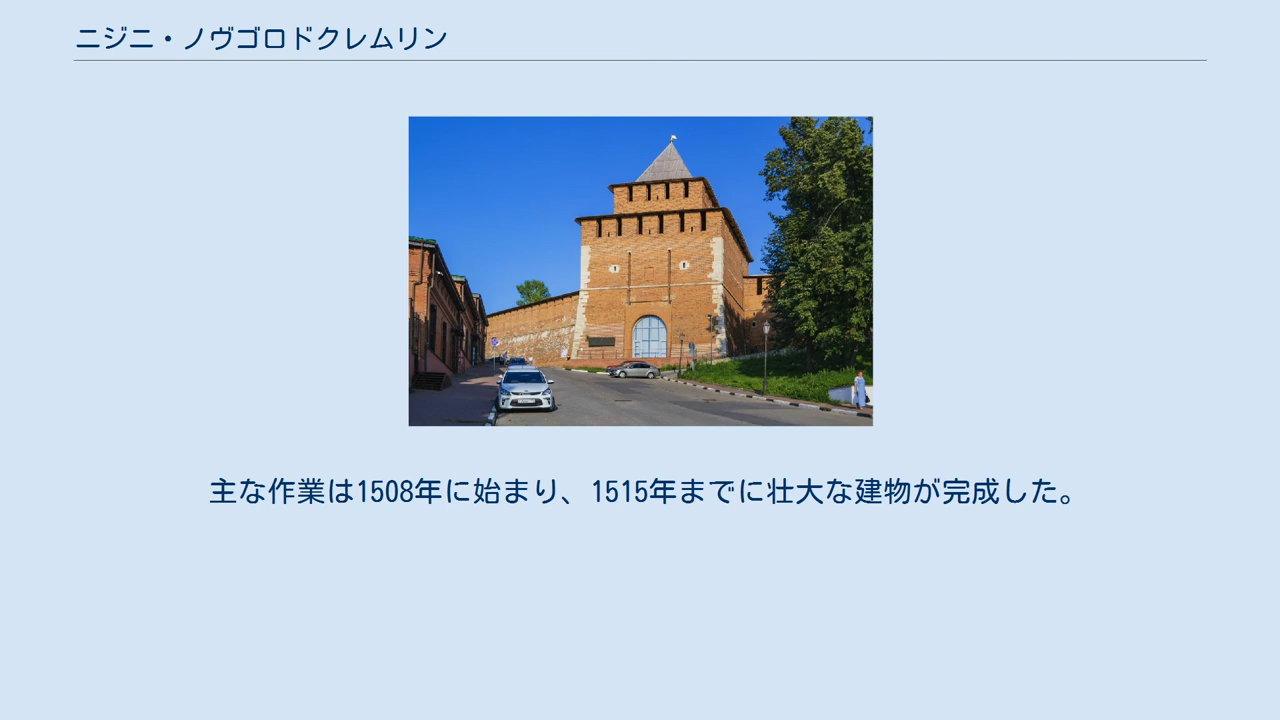 ニジニ・ノヴゴロドクレムリン
主な作業は1508年に始まり、1515年までに壮大な建物が完成した。